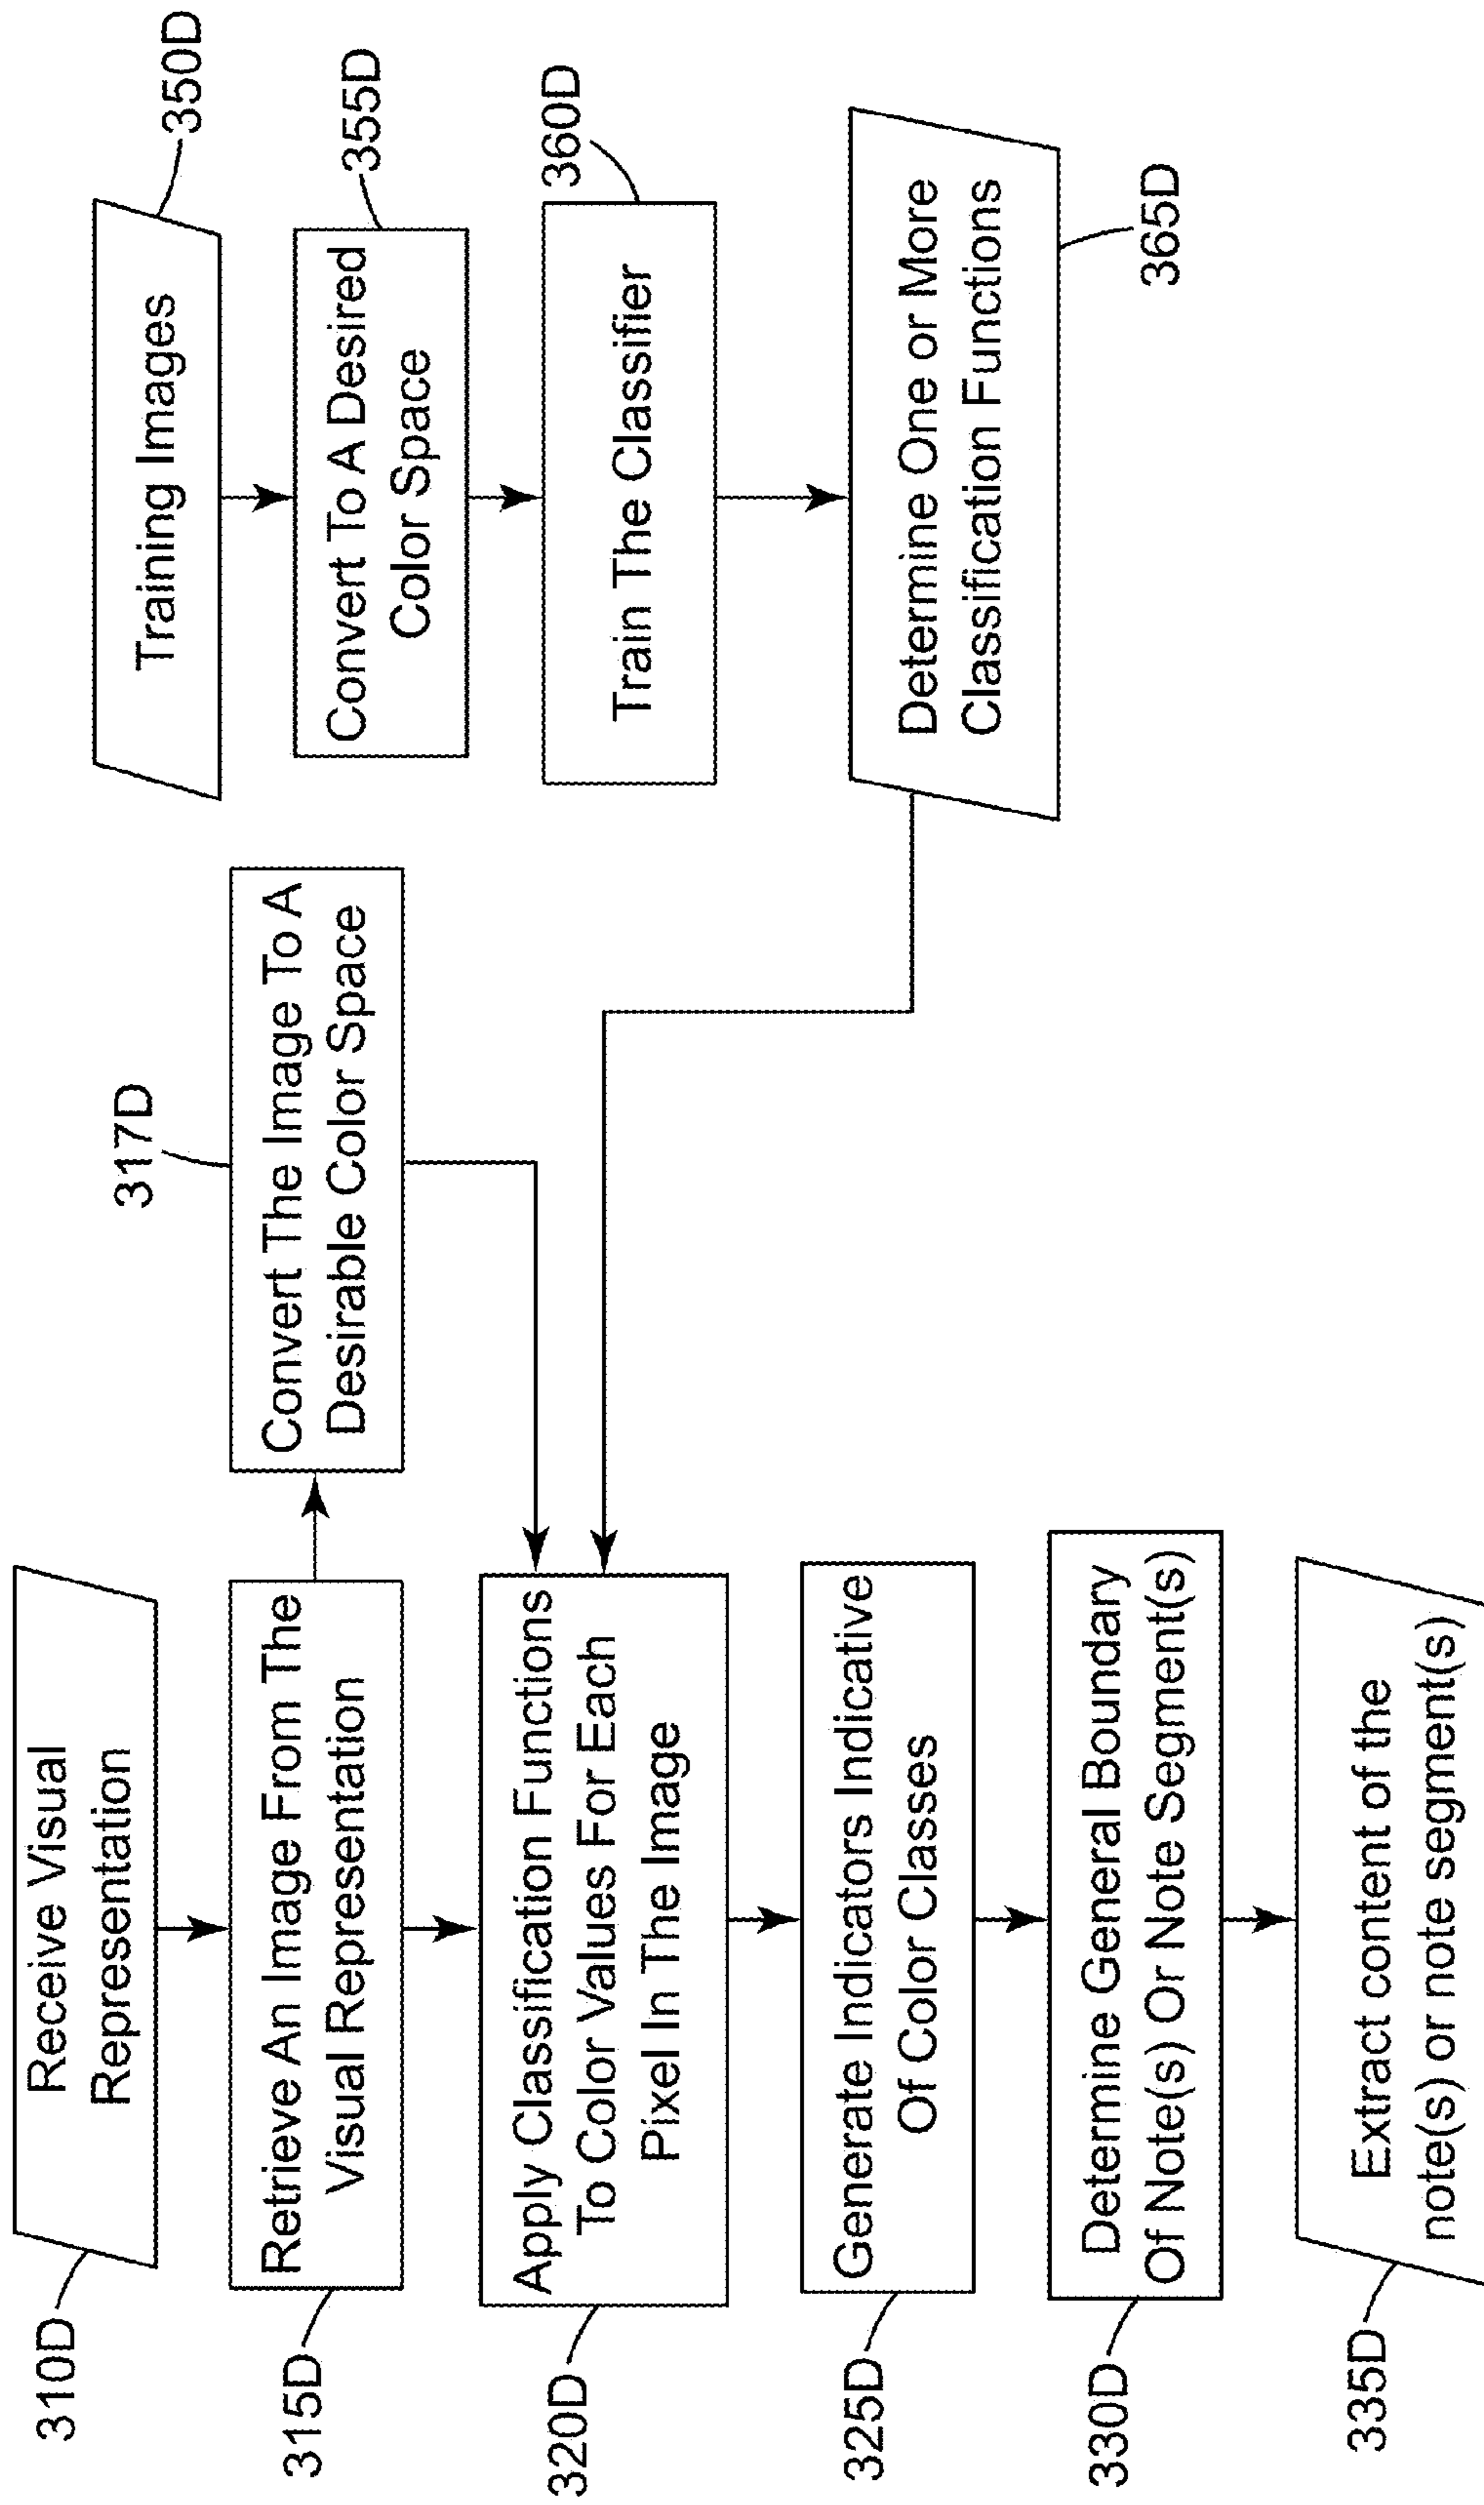 310D
Receive Visual
Representation
315D
Retrieve An Image From The
Visual Representation
317D
Convert The Image To A
Desirable Color Space
320D
Apply Classification Functions
To Color Values For Each
Pixel In The Image
325D
Generate Indicators Indicative
Of Color Classes
330D
Determine General Boundary
Of Note(s) Or Note Segment(s)
335D
Extract content of the
note(s) or note segment(s)
Training Images
350D
Convert To A Desired
Color Space
355D
Train The Classifier
360D
Determine One or More
Classification Functions
365D